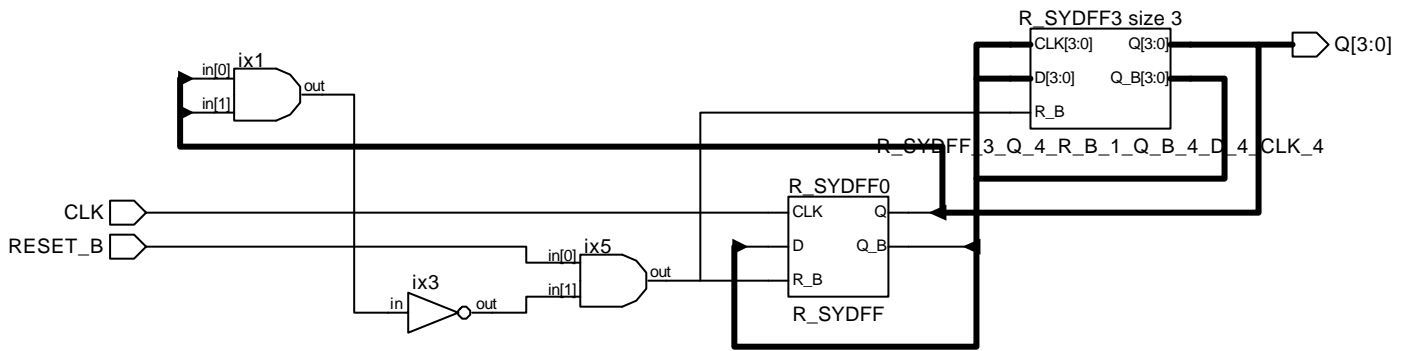 R_SYDFF3 size 3
CLK[3:0]
Q[3:0]
Q[3:0]
D[3:0]
Q_B[3:0]
R_B
R_SYDFF_3_Q_4_R_B_1_Q_B_4_D_4_CLK_4
ix1
in[0]
in[1]
out
R_SYDFF0
CLK
CLK
Q
RESET_B
ix5
in[0]
D
Q_B
out
in[1]
R_B
ix3
in
out
R_SYDFF